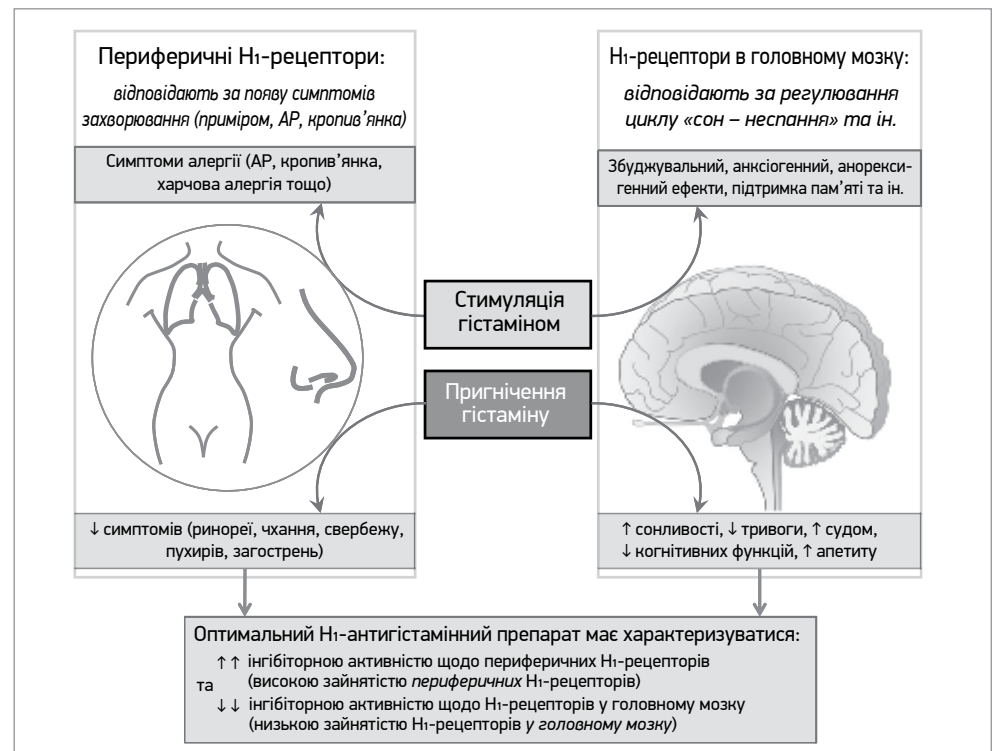 Периферичні H₁-рецептори:
відповідають за появу симптомів
захворювання (приміром, АР, кропив’янка)
Симптоми алергії (АР, кропив’янка,
харчова алергія тощо)
H₁-рецептори в головному мозку:
відповідають за регулювання
циклу «сон – неспання» та ін.
Збуджувальний, анксіогенний, анорекси-
генний ефекти, підтримка пам’яті та ін.
Стимуляція
гістаміном
Пригнічення
гістаміну
↓ симптомів (ринореї, чхання, свербежу,
пухирів, загострень)
↑ сонливості, ↓ тривоги, ↑ судом,
↓ когнітивних функцій, ↑ апетиту
Оптимальний H₁-антигістамінний препарат має характеризуватися:
↑↑ інгібіторною активністю щодо периферичних H₁-рецепторів
(високою зайнятістю периферичних H₁-рецепторів)
та
↓↓ інгібіторною активністю щодо H₁-рецепторів у головному мозку
(низькою зайнятістю H₁-рецепторів у головному мозку)